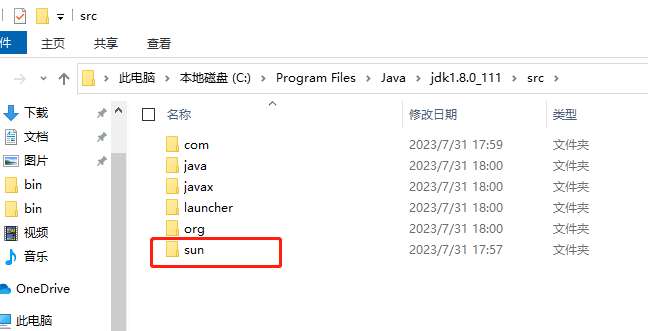 src
主页 共享 查看
此电脑 本地磁盘 (C:) Program Files Java jdk1.8.0_111 src
下载
文档
图片
bin
bin
视频
音乐
OneDrive
此电脑
名称 修改日期 类型
com 2023/7/31 17:59 文件夹
java 2023/7/31 18:00 文件夹
javax 2023/7/31 18:00 文件夹
launcher 2023/7/31 18:00 文件夹
org 2023/7/31 18:00 文件夹
sun 2023/7/31 17:57 文件夹